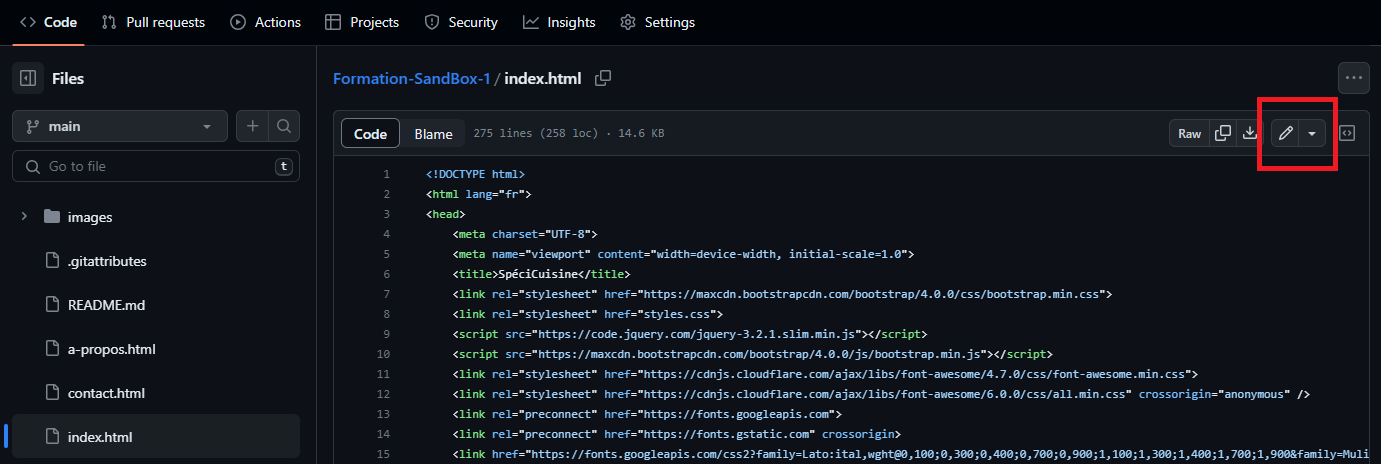 Code Pull requests Actions Projects Security Insights Settings
Files
main
Go to file t
images
.gitattributes
README.md
a-propos.html
contact.html
index.html
Formation-SandBox-1 / index.html
Code Blame 275 lines (258 loc) · 14.6 KB Raw
1 <!DOCTYPE html>
2 <html lang="fr">
3 <head>
4 <meta charset="UTF-8">
5 <meta name="viewport" content="width=device-width, initial-scale=1.0">
6 <title>SpéciCuisine</title>
7 <link rel="stylesheet" href="https://maxcdn.bootstrapcdn.com/bootstrap/4.0.0/css/bootstrap.min.css">
8 <link rel="stylesheet" href="styles.css">
9 <script src="https://code.jquery.com/jquery-3.2.1.slim.min.js"></script>
10 <script src="https://maxcdn.bootstrapcdn.com/bootstrap/4.0.0/js/bootstrap.min.js"></script>
11 <link rel="stylesheet" href="https://cdnjs.cloudflare.com/ajax/libs/font-awesome/4.7.0/css/font-awesome.min.css">
12 <link rel="stylesheet" href="https://cdnjs.cloudflare.com/ajax/libs/font-awesome/6.0.0/css/all.min.css" crossorigin="anonymous" />
13 <link rel="preconnect" href="https://fonts.googleapis.com">
14 <link rel="preconnect" href="https://fonts.gstatic.com" crossorigin>
15 <link href="https://fonts.googleapis.com/css2?family=Lato:ital,wght@0,100;0,300;0,400;0,700;0,900;1,100;1,300;1,400;1,700;1,900&family=Muli